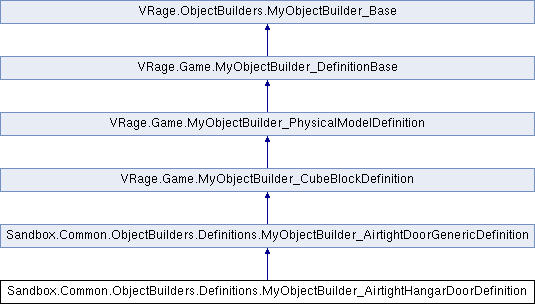 VRage.ObjectBuilders.MyObjectBuilder_Base
VRage.Game.MyObjectBuilder_DefinitionBase
VRage.Game.MyObjectBuilder_PhysicalModelDefinition
VRage.Game.MyObjectBuilder_CubeBlockDefinition
Sandbox.Common.ObjectBuilders.Definitions.MyObjectBuilder_AirtightDoorGenericDefinition
Sandbox.Common.ObjectBuilders.Definitions.MyObjectBuilder_AirtightHangarDoorDefinition